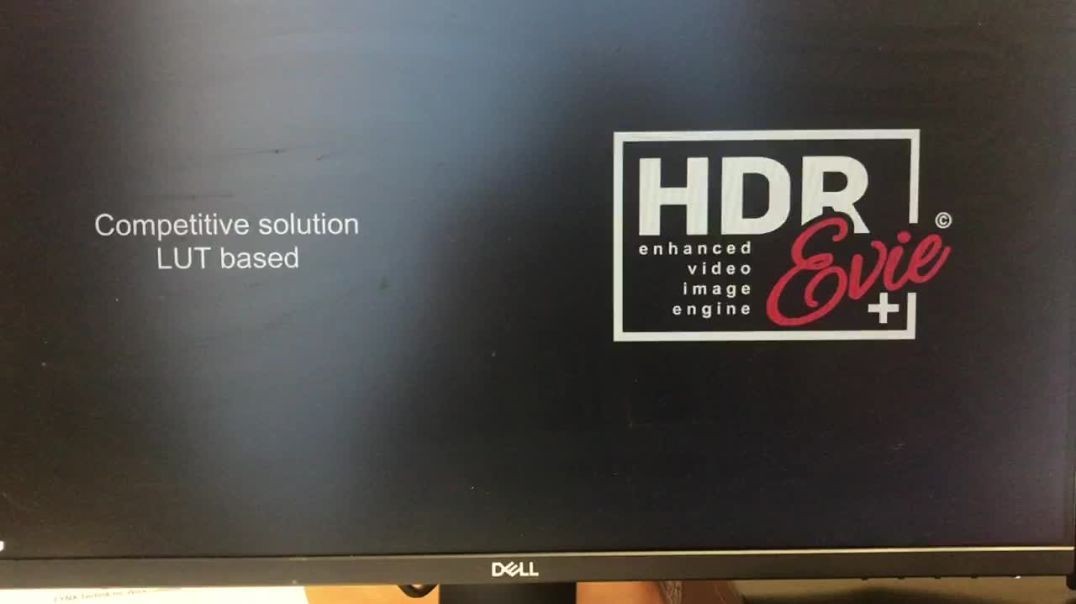 Competitive solution
LUT based
HDR
©
Evie
enhanced
video
image
engine
+
DELL